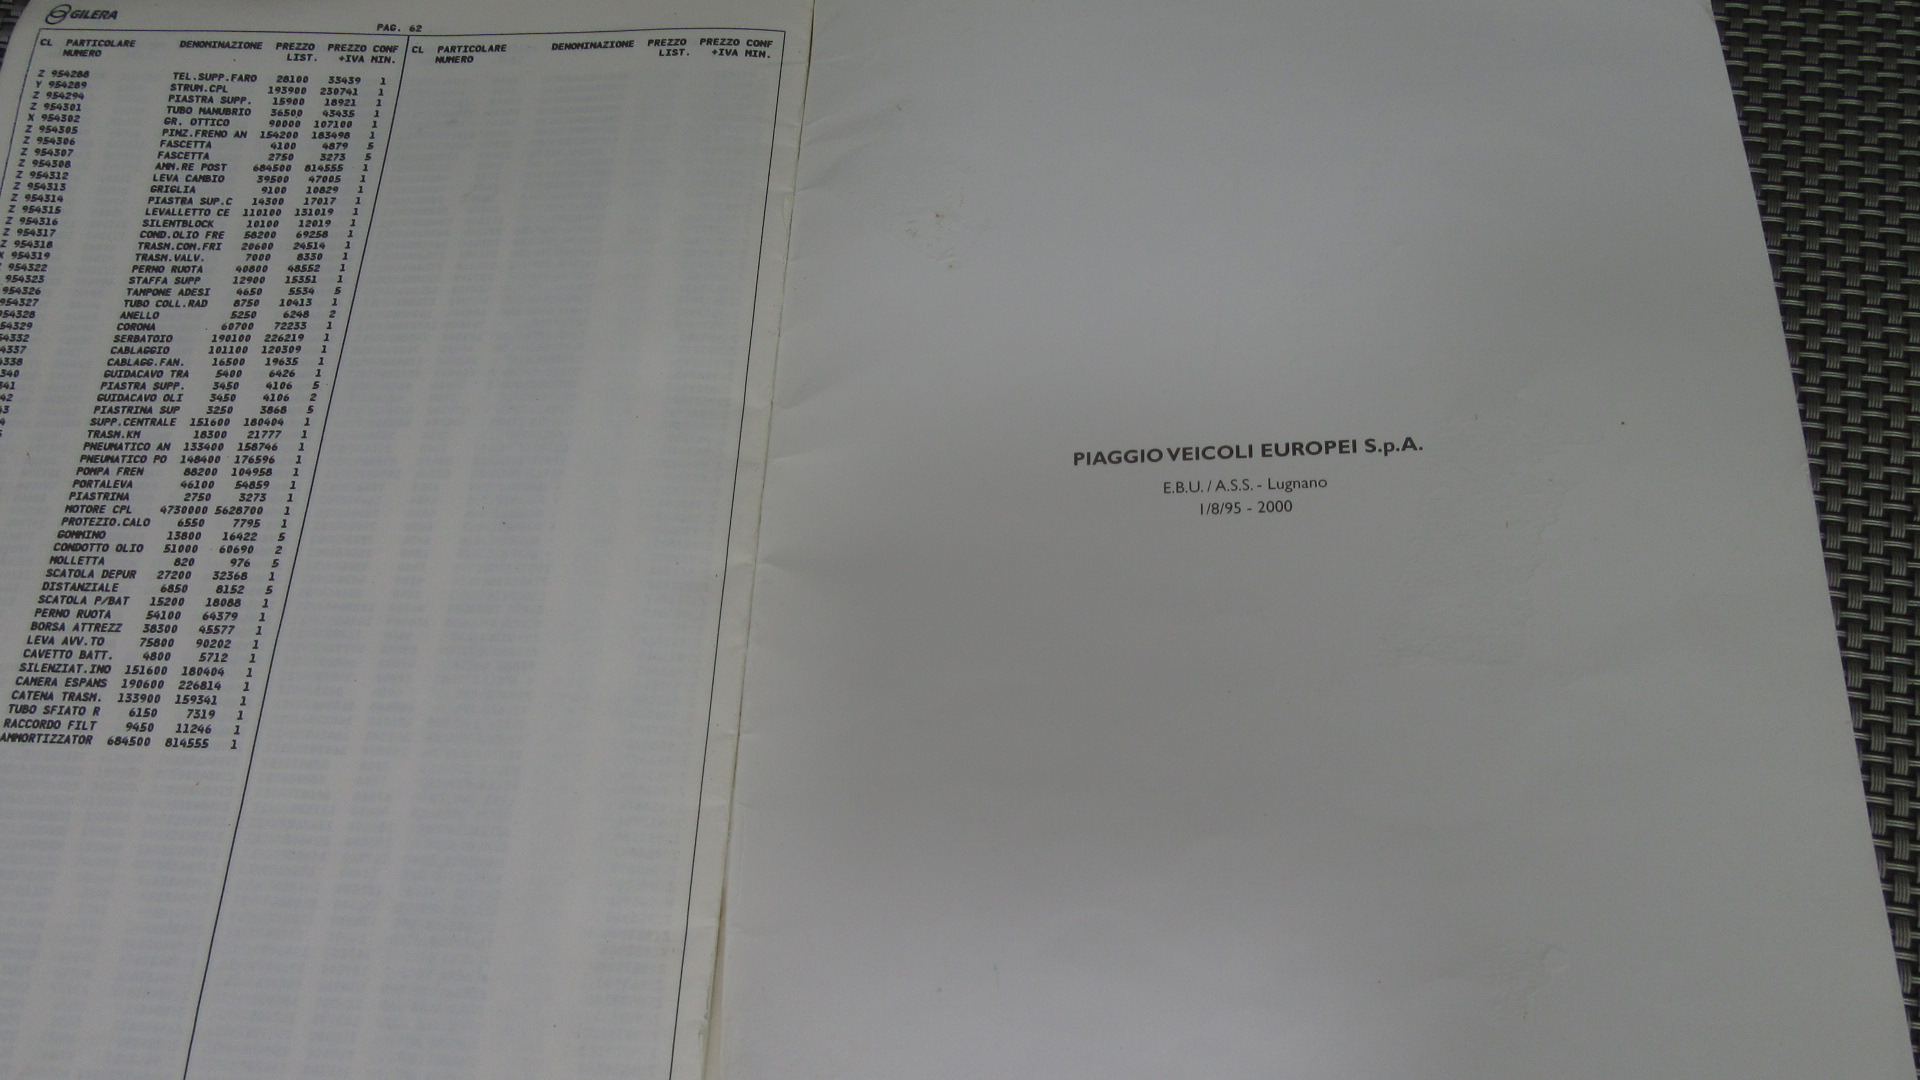 GILERA
PAG. 62
CL PARTICOLARE NUMERO DENOMINAZIONE PREZZO LIST. PREZZO +IVA CONF MIN. CL PARTICOLARE NUMERO DENOMINAZIONE PREZZO LIST. PREZZO +IVA CONF MIN.
Z 954288 TEL.SUPP.FARO 28100 33439 1
Y 954289 STRUM.CPL 193900 230741 1
Z 954294 PIASTRA SUPP. 15900 18921 1
Z 954301 TUBO MANUBRIO 36500 43435 1
X 954302 GR. OTTICO 90000 107100 1
Z 954305 PINZ.FRENO AN 154200 183498 1
Z 954306 FASCETTA 4100 4879 5
Z 954307 FASCETTA 2750 3273 5
Z 954308 AMM.RE POST 684500 814555 1
Z 954312 LEVA CAMBIO 39500 47005 1
Z 954313 GRIGLIA 9100 10829 1
Z 954314 PIASTRA SUP.C 14300 17017 1
Z 954315 LEVALLETTO CE 110100 131019 1
Z 954316 SILENTBLOCK 10100 12019 1
Z 954317 COND.OLIO FRE 58200 69258 1
Z 954318 TRASM.COM.FRI 20600 24514 1
X 954319 TRASM.VALV. 7000 8330 1
954322 PERNO RUOTA 40800 48552 1
954323 STAFFA SUPP 12900 15351 1
954326 TAMPONE ADESI 4650 5534 5
954327 TUBO COLL.RAD 8750 10413 1
954328 ANELLO 5250 6248 2
54329 CORONA 60700 72233 1
4332 SERBATOIO 190100 226219 1
4337 CABLAGGIO 101100 120309 1
4338 CABLAGG.FAN. 16500 19635 1
340 GUIDACAVO TRA 5400 6426 1
41 PIASTRA SUPP. 3450 4106 5
42 GUIDACAVO OLI 3450 4106 2
3 PIASTRINA SUP 3250 3868 5
SUPP.CENTRALE 151600 180404 1
TRASM.KM 18300 21777 1
PNEUMATICO AN 133400 158746 1
PNEUMATICO PO 148400 176596 1
POMPA FREN 88200 104958 1
PORTALEVA 46100 54859 1
PIASTRINA 2750 3273 1
MOTORE CPL 4730000 5628700 1
PROTEZIO.CALO 6550 7795 1
GOMMINO 13800 16422 5
CONDOTTO OLIO 51000 60690 2
MOLLETTA 820 976 5
SCATOLA DEPUR 27200 32368 1
DISTANZIALE 6850 8152 5
SCATOLA P/BAT 15200 18088 1
PERNO RUOTA 54100 64379 1
BORSA ATTREZZ 38300 45577 1
LEVA AVV.TO 75800 90202 1
CAVETTO BATT. 4800 5712 1
SILENZIAT.INO 151600 180404 1
CAMERA ESPANS 190600 226814 1
CATENA TRASM. 133900 159341 1
TUBO SFIATO R 6150 7319 1
RACCORDO FILT 9450 11246 1
AMMORTIZZATOR 684500 814555 1
PIAGGIO VEICOLI EUROPEI S.p.A.
E.B.U. / A.S.S. - Lugnano
1/8/95 - 2000